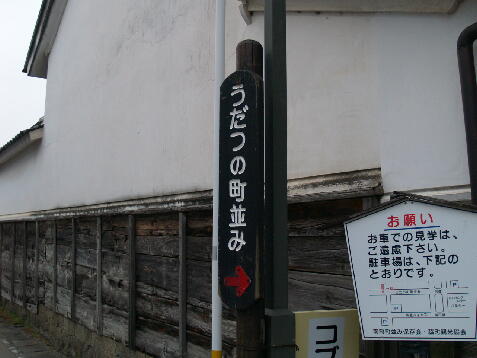 うだつの町並み
お願い
お車での見学は、
ご遠慮下さい。
駐車場は、下記の
とおりです。
コブ